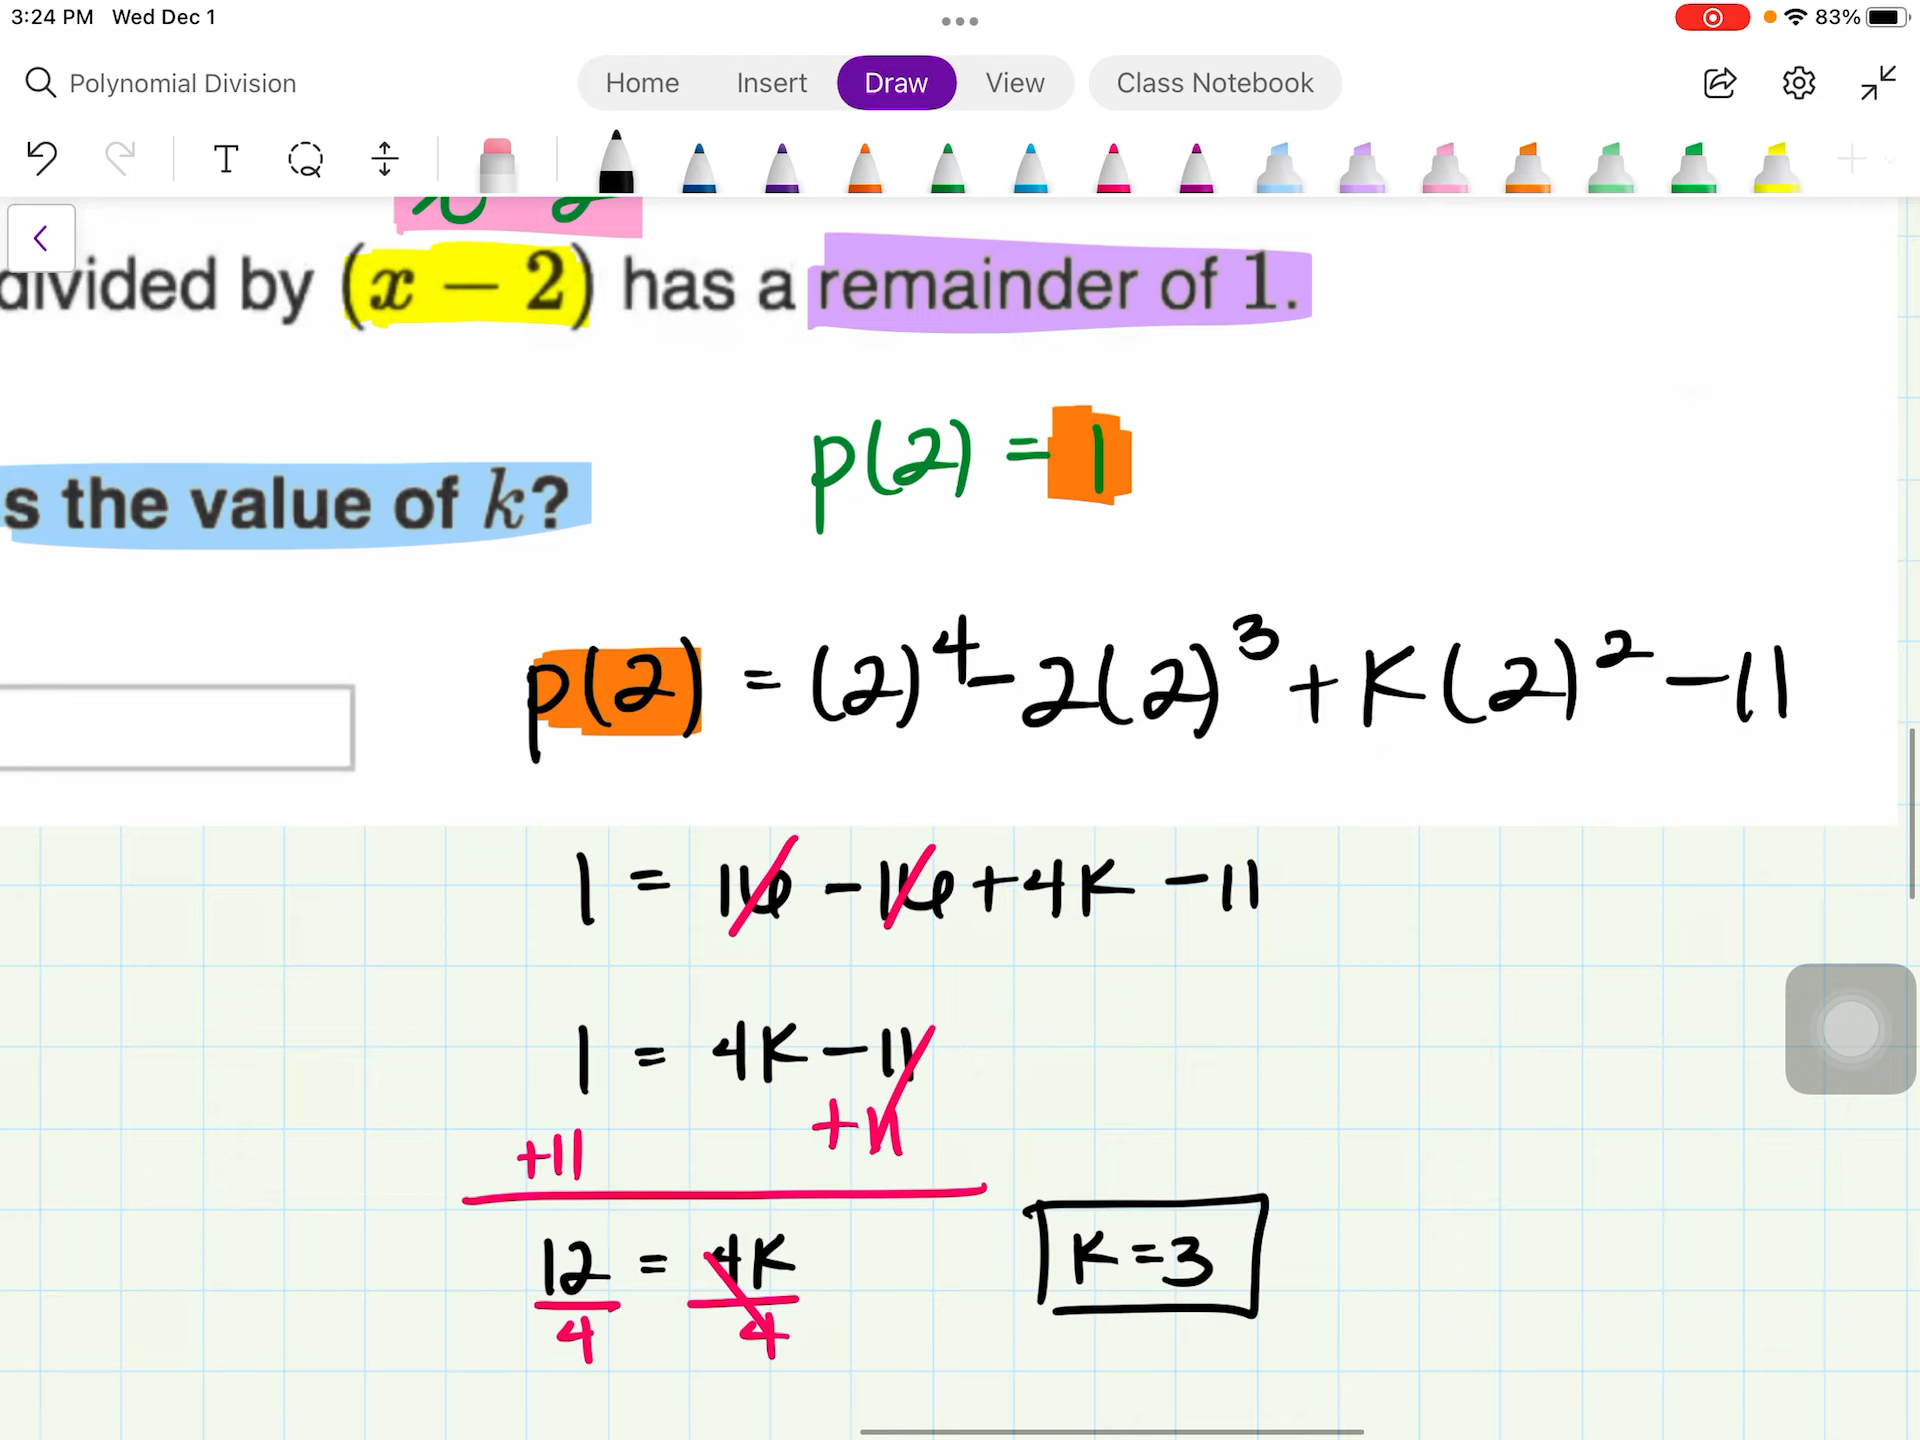 3:24 PM Wed Dec 1
83%
Polynomial Division
Home Insert Draw View Class Notebook
T
divided by (x − 2) has a remainder of 1.
p(2) = 1
s the value of k?
p(2) = (2)^4 - 2(2)^3 + K(2)^2 - 11
1 = 16 - 16 + 4K - 11
1 = 4K - 11
+11 +11
12 = 4K
4 4
K = 3